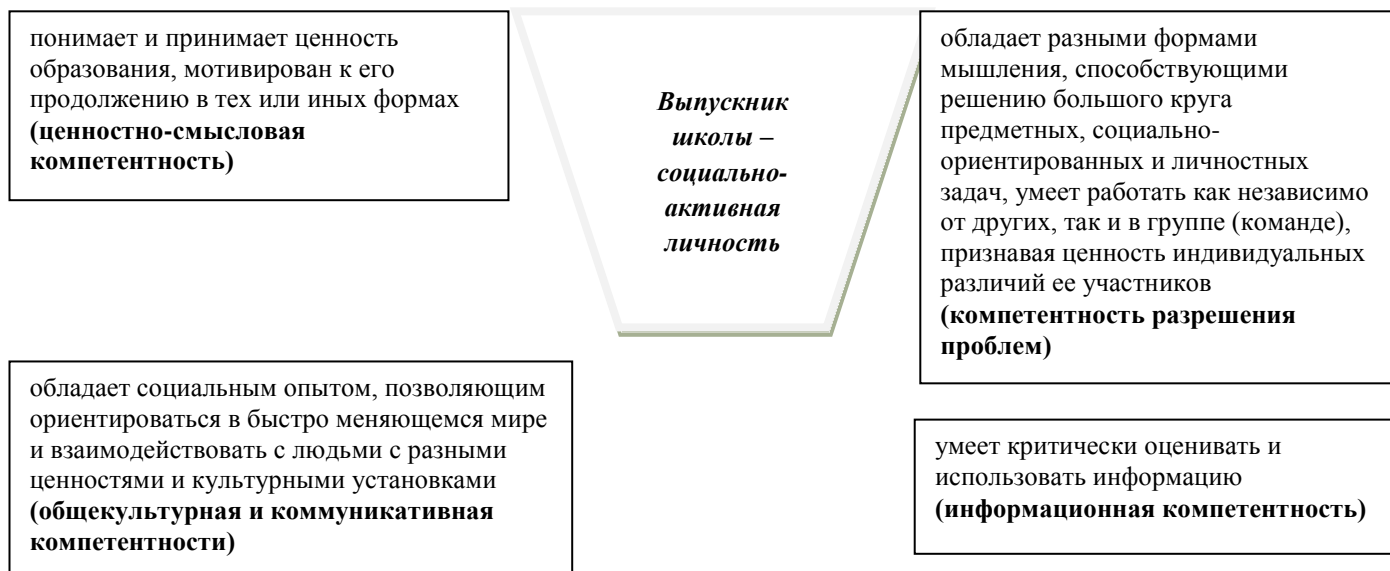 понимает и принимает ценность
образования, мотивирован к его
продолжению в тех или иных формах
(ценностно-смысловая
компетентность)
Выпускник
школы –
социально-
активная
личность
обладает разными формами
мышления, способствующими
решению большого круга
предметных, социально-
ориентированных и личностных
задач, умеет работать как независимо
от других, так и в группе (команде),
признавая ценность индивидуальных
различий ее участников
(компетентность разрешения
проблем)
обладает социальным опытом, позволяющим
ориентироваться в быстро меняющемся мире
и взаимодействовать с людьми с разными
ценностями и культурными установками
(общекультурная и коммуникативная
компетентности)
умеет критически оценивать и
использовать информацию
(информационная компетентность)